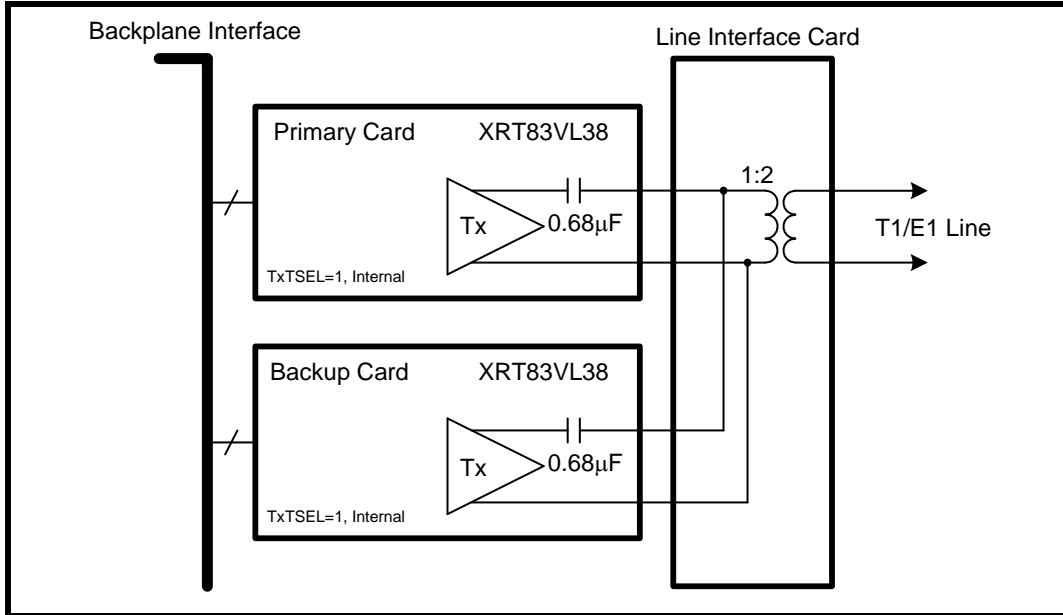 Backplane Interface
Line Interface Card
Primary Card XRT83VL38
1:2
Tx
0.68μF
T1/E1 Line
TxTSEL=1, Internal
Backup Card XRT83VL38
Tx
0.68μF
TxTSEL=1, Internal